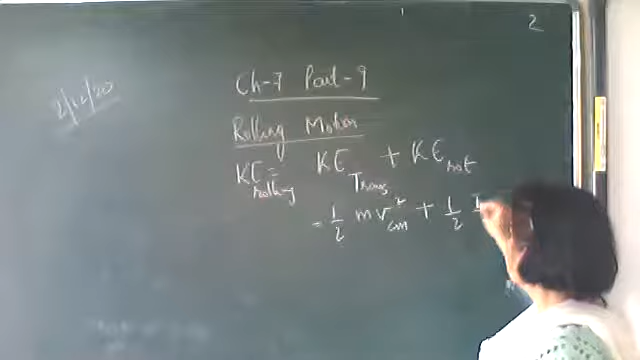 2
2/12/20
Ch-7 Part-9
Rolling Motion
KE rolling = KE Trans + KE rot
= 1/2 m v cm ² + 1/2 I